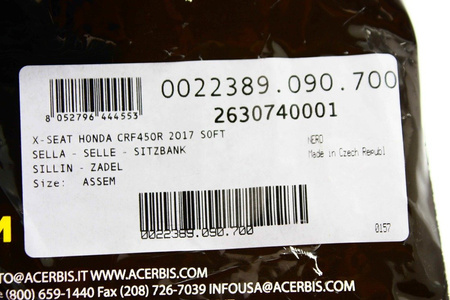 0022389.090.700
8 052796 444553
2630740001
X-SEAT HONDA CRF450R 2017 SOFT
SELLA - SELLE - SITZBANK
SILLIN - ZADEL
Size: ASSEM
NERO
Made in Czech Republ
0022389.090.700
0157
M
TO@ACERBIS.IT WWW.ACERBIS.COM
(800) 659-1440 Fax (208) 726-7039 INFOUSA@ACERBIS.COM